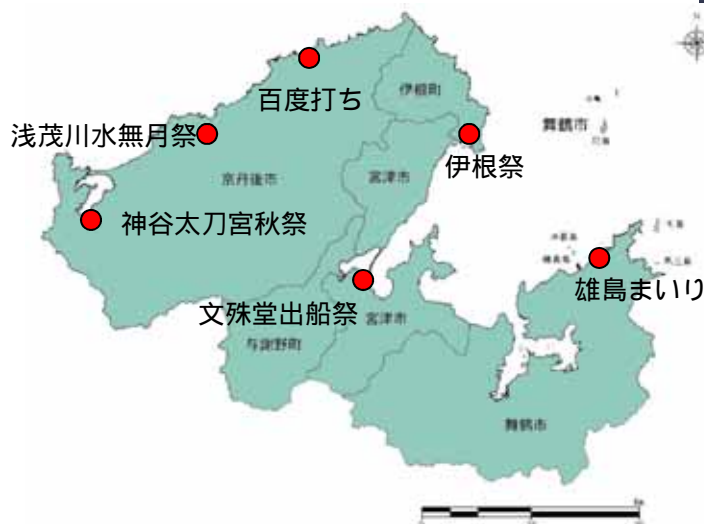 百度打ち
伊根町
浅茂川水無月祭
舞鶴市
伊根祭
京丹後市
宮津市
神谷太刀宮秋祭
雄島まいり
文殊堂出船祭
宮津市
与謝野町
舞鶴市